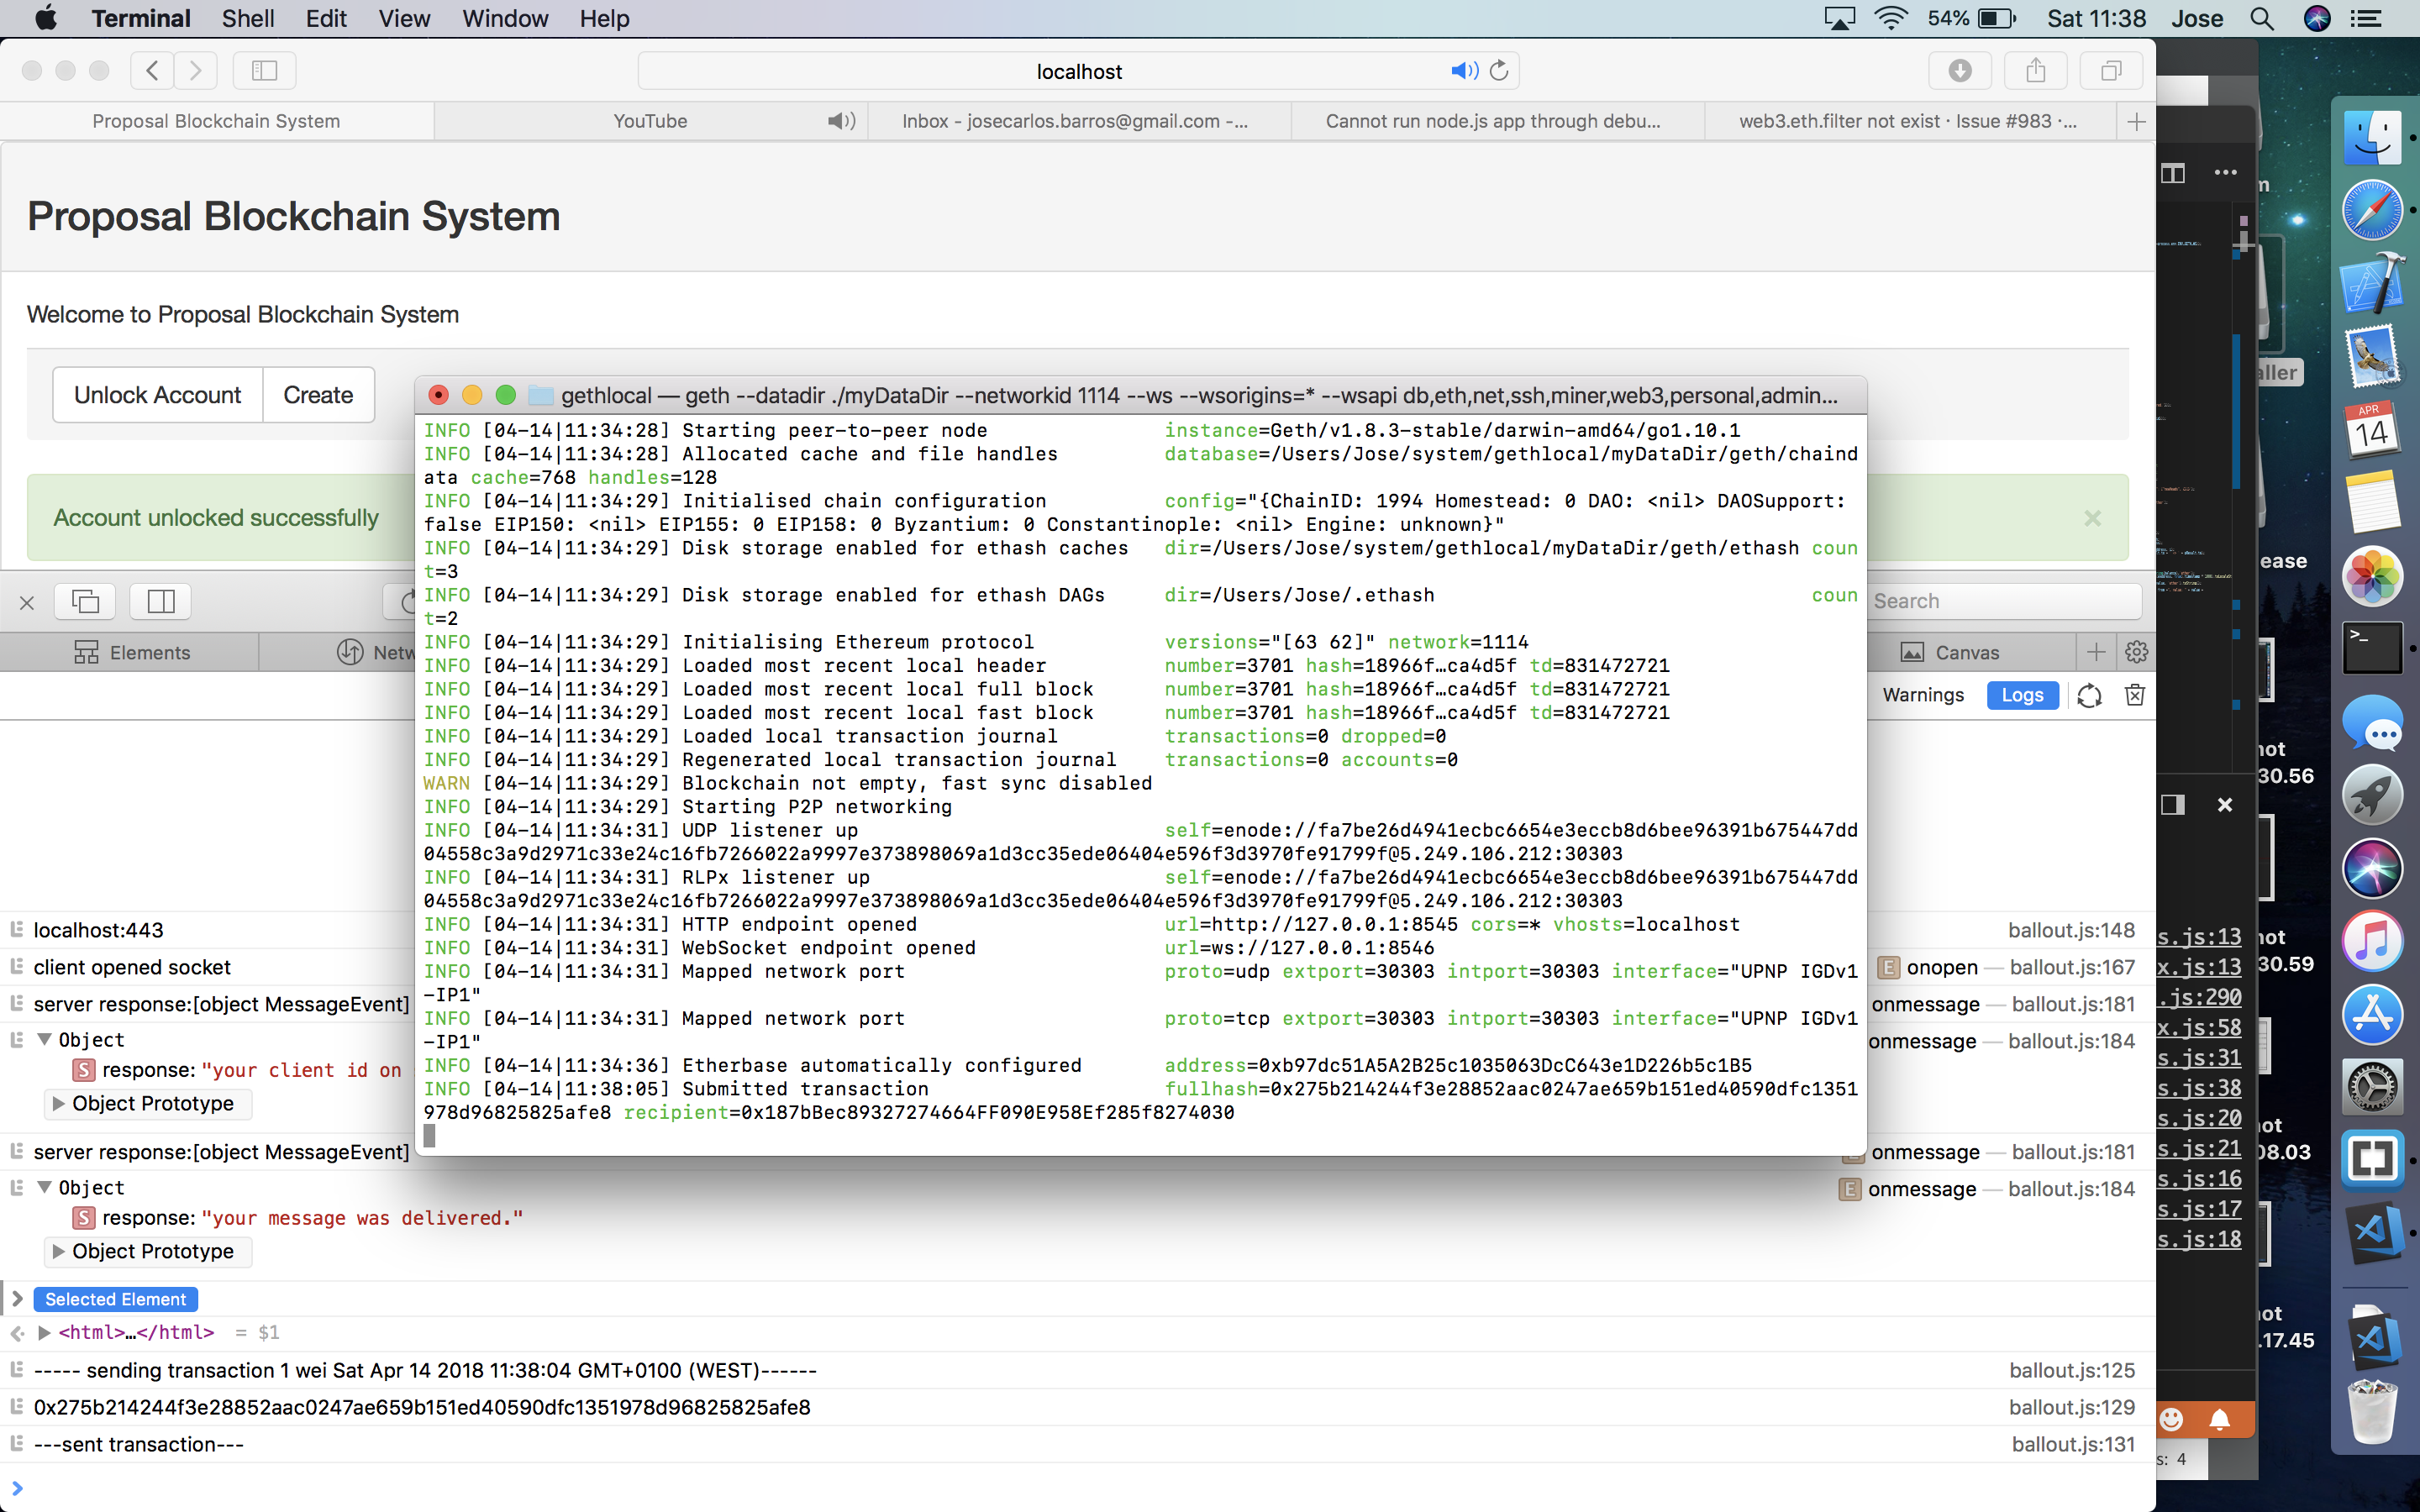 Terminal Shell Edit View Window Help 54% Sat 11:38 Jose
localhost
Proposal Blockchain System YouTube Inbox - josecarlos.barros@gmail.com -... Cannot run node.js app through debu... web3.eth.filter not exist · Issue #983 ·...
Proposal Blockchain System
Welcome to Proposal Blockchain System
Unlock Account Create
Account unlocked successfully
gethlocal — geth --datadir ./myDataDir --networkid 1114 --ws --wsorigins=* --wsapi db,eth,net,ssh,miner,web3,personal,admin...
INFO [04-14|11:34:28] Starting peer-to-peer node instance=Geth/v1.8.3-stable/darwin-amd64/go1.10.1
INFO [04-14|11:34:28] Allocated cache and file handles database=/Users/Jose/system/gethlocal/myDataDir/geth/chaind
ata cache=768 handles=128
INFO [04-14|11:34:29] Initialised chain configuration config="{ChainID: 1994 Homestead: 0 DAO: <nil> DAOSupport:
false EIP150: <nil> EIP155: 0 EIP158: 0 Byzantium: 0 Constantinople: <nil> Engine: unknown}"
INFO [04-14|11:34:29] Disk storage enabled for ethash caches dir=/Users/Jose/system/gethlocal/myDataDir/geth/ethash coun
t=3
INFO [04-14|11:34:29] Disk storage enabled for ethash DAGs dir=/Users/Jose/.ethash coun
t=2
INFO [04-14|11:34:29] Initialising Ethereum protocol versions="[63 62]" network=1114
INFO [04-14|11:34:29] Loaded most recent local header number=3701 hash=18966f…ca4d5f td=831472721
INFO [04-14|11:34:29] Loaded most recent local full block number=3701 hash=18966f…ca4d5f td=831472721
INFO [04-14|11:34:29] Loaded most recent local fast block number=3701 hash=18966f…ca4d5f td=831472721
INFO [04-14|11:34:29] Loaded local transaction journal transactions=0 dropped=0
INFO [04-14|11:34:29] Regenerated local transaction journal transactions=0 accounts=0
WARN [04-14|11:34:29] Blockchain not empty, fast sync disabled
INFO [04-14|11:34:29] Starting P2P networking
INFO [04-14|11:34:31] UDP listener up self=enode://fa7be26d4941ecbc6654e3eccb8d6bee96391b675447dd
04558c3a9d2971c33e24c16fb7266022a9997e373898069a1d3cc35ede06404e596f3d3970fe91799f@5.249.106.212:30303
INFO [04-14|11:34:31] RLPx listener up self=enode://fa7be26d4941ecbc6654e3eccb8d6bee96391b675447dd
04558c3a9d2971c33e24c16fb7266022a9997e373898069a1d3cc35ede06404e596f3d3970fe91799f@5.249.106.212:30303
INFO [04-14|11:34:31] HTTP endpoint opened url=http://127.0.0.1:8545 cors=* vhosts=localhost
INFO [04-14|11:34:31] WebSocket endpoint opened url=ws://127.0.0.1:8546
INFO [04-14|11:34:31] Mapped network port proto=udp extport=30303 intport=30303 interface="UPNP IGDv1
-IP1"
INFO [04-14|11:34:31] Mapped network port proto=tcp extport=30303 intport=30303 interface="UPNP IGDv1
-IP1"
INFO [04-14|11:34:36] Etherbase automatically configured address=0xb97dc51A5A2B25c1035063DcC643e1D226b5c1B5
INFO [04-14|11:38:05] Submitted transaction fullhash=0x275b214244f3e28852aac0247ae659b151ed40590dfc1351
978d96825825afe8 recipient=0x187bBec89327274664FF090E958Ef285f8274030
Search
Elements Netw Canvas
Warnings Logs
localhost:443 ballout.js:148
client opened socket E onopen — ballout.js:167
server response:[object MessageEvent] onmessage — ballout.js:181
Object onmessage — ballout.js:184
S response: "your client id on
Object Prototype
server response:[object MessageEvent] onmessage — ballout.js:181
Object E onmessage — ballout.js:184
S response: "your message was delivered."
Object Prototype
Selected Element
<html>…</html> = $1
----- sending transaction 1 wei Sat Apr 14 2018 11:38:04 GMT+0100 (WEST)------ ballout.js:125
0x275b214244f3e28852aac0247ae659b151ed40590dfc1351978d96825825afe8 ballout.js:129
---sent transaction--- ballout.js:131
s.js:13
x.js:13
.js:290
x.js:58
s.js:31
s.js:38
s.js:20
s.js:21
s.js:16
s.js:17
s.js:18
s: 4
aller
ease
not
30.56
not
30.59
not
08.03
ot
.17.45
APR
14